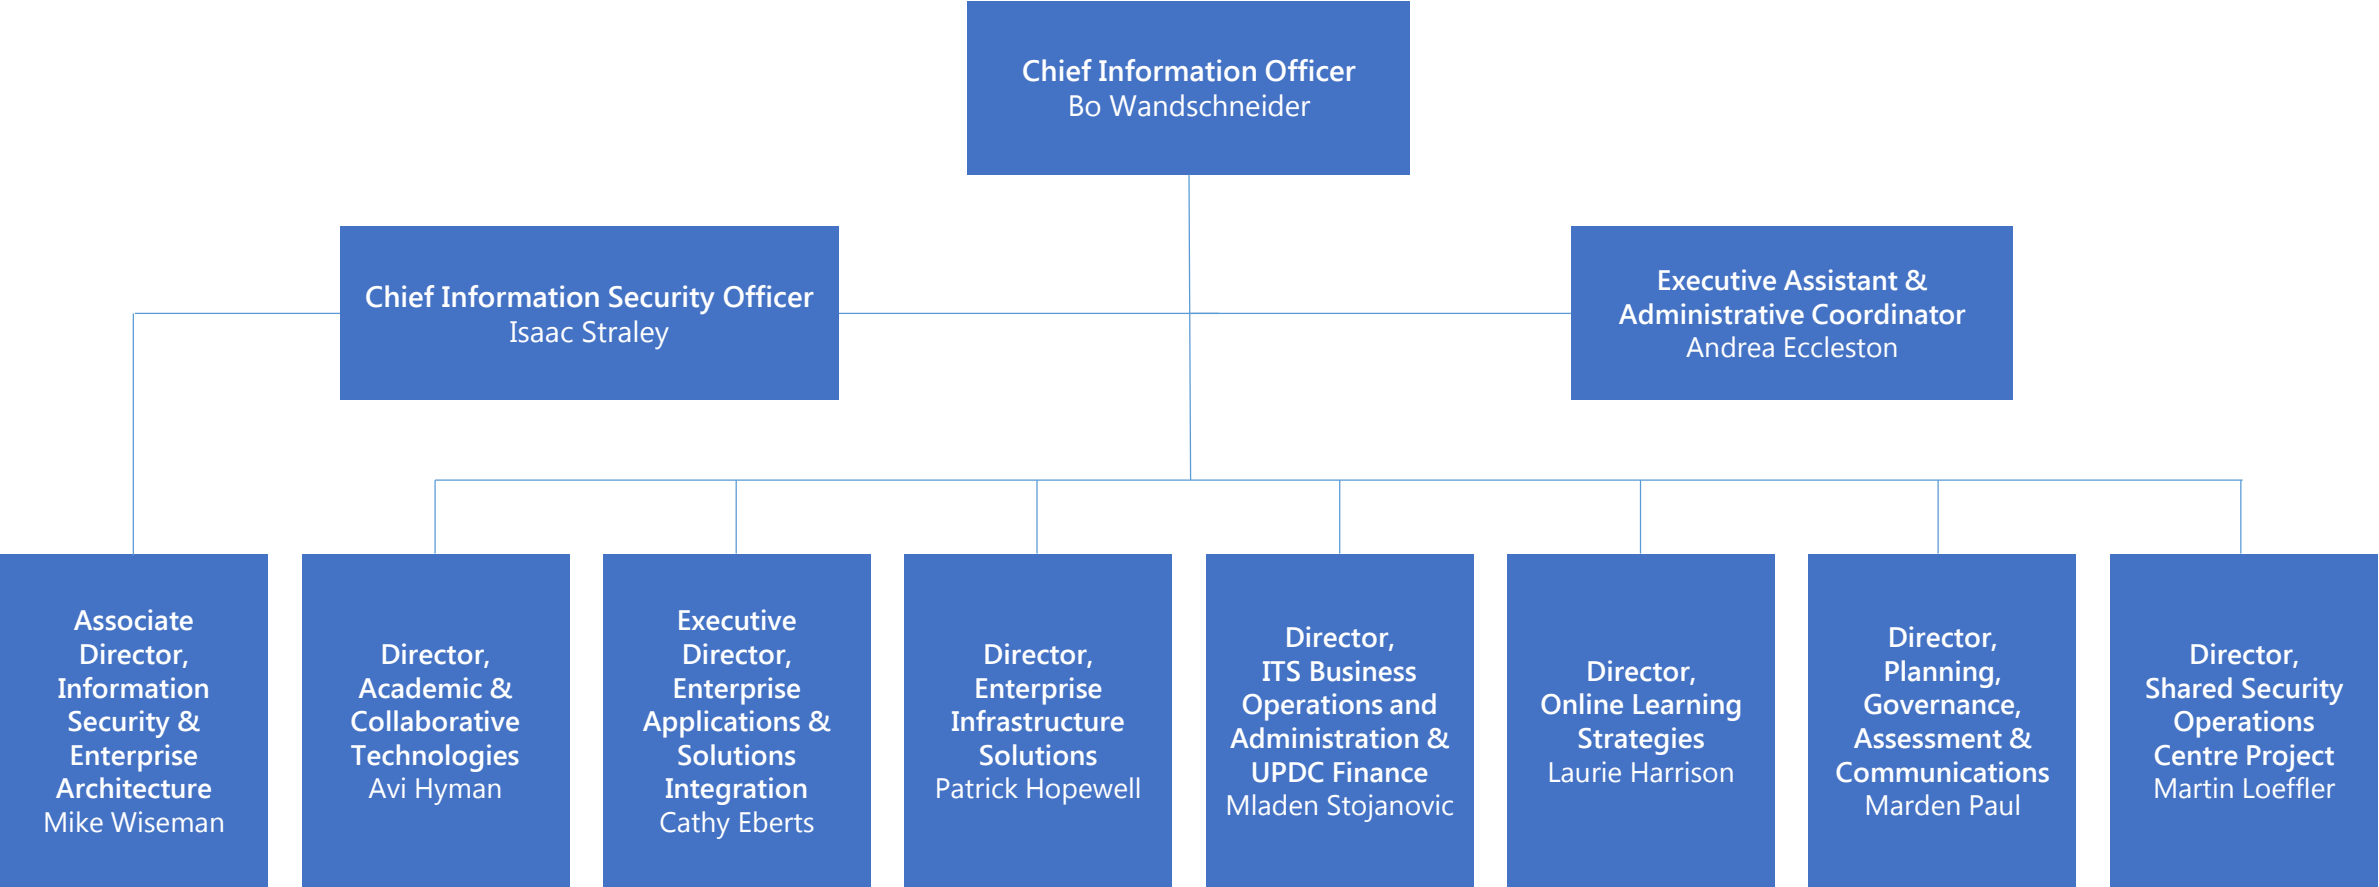 Chief Information Officer
Bo Wandschneider
Chief Information Security Officer
Isaac Straley
Executive Assistant &
Administrative Coordinator
Andrea Eccleston
Associate
Director,
Information
Security &
Enterprise
Architecture
Mike Wiseman
Director,
Academic &
Collaborative
Technologies
Avi Hyman
Executive
Director,
Enterprise
Applications &
Solutions
Integration
Cathy Eberts
Director,
Enterprise
Infrastructure
Solutions
Patrick Hopewell
Director,
ITS Business
Operations and
Administration &
UPDC Finance
Mladen Stojanovic
Director,
Online Learning
Strategies
Laurie Harrison
Director,
Planning,
Governance,
Assessment &
Communications
Marden Paul
Director,
Shared Security
Operations
Centre Project
Martin Loeffler